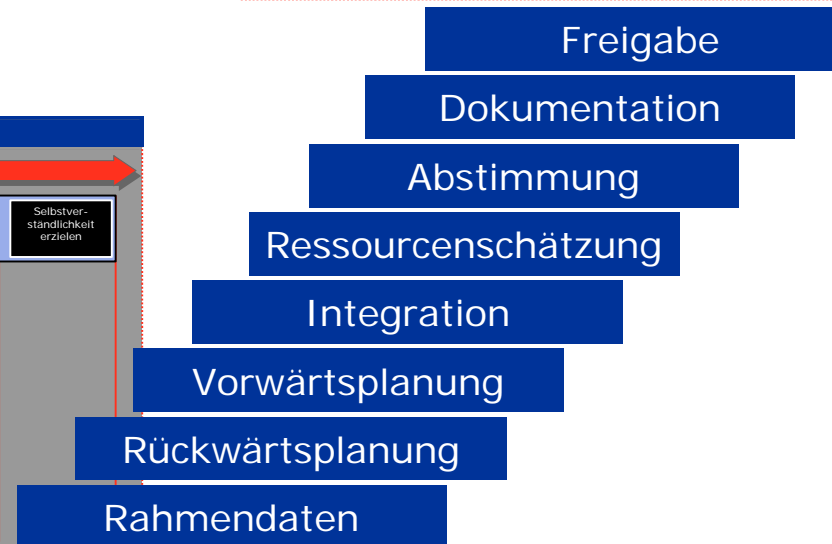 Freigabe
Dokumentation
Abstimmung
Selbstver-
ständlichkeit
erzielen
Ressourcenschätzung
Integration
Vorwärtsplanung
Rückwärtsplanung
Rahmendaten